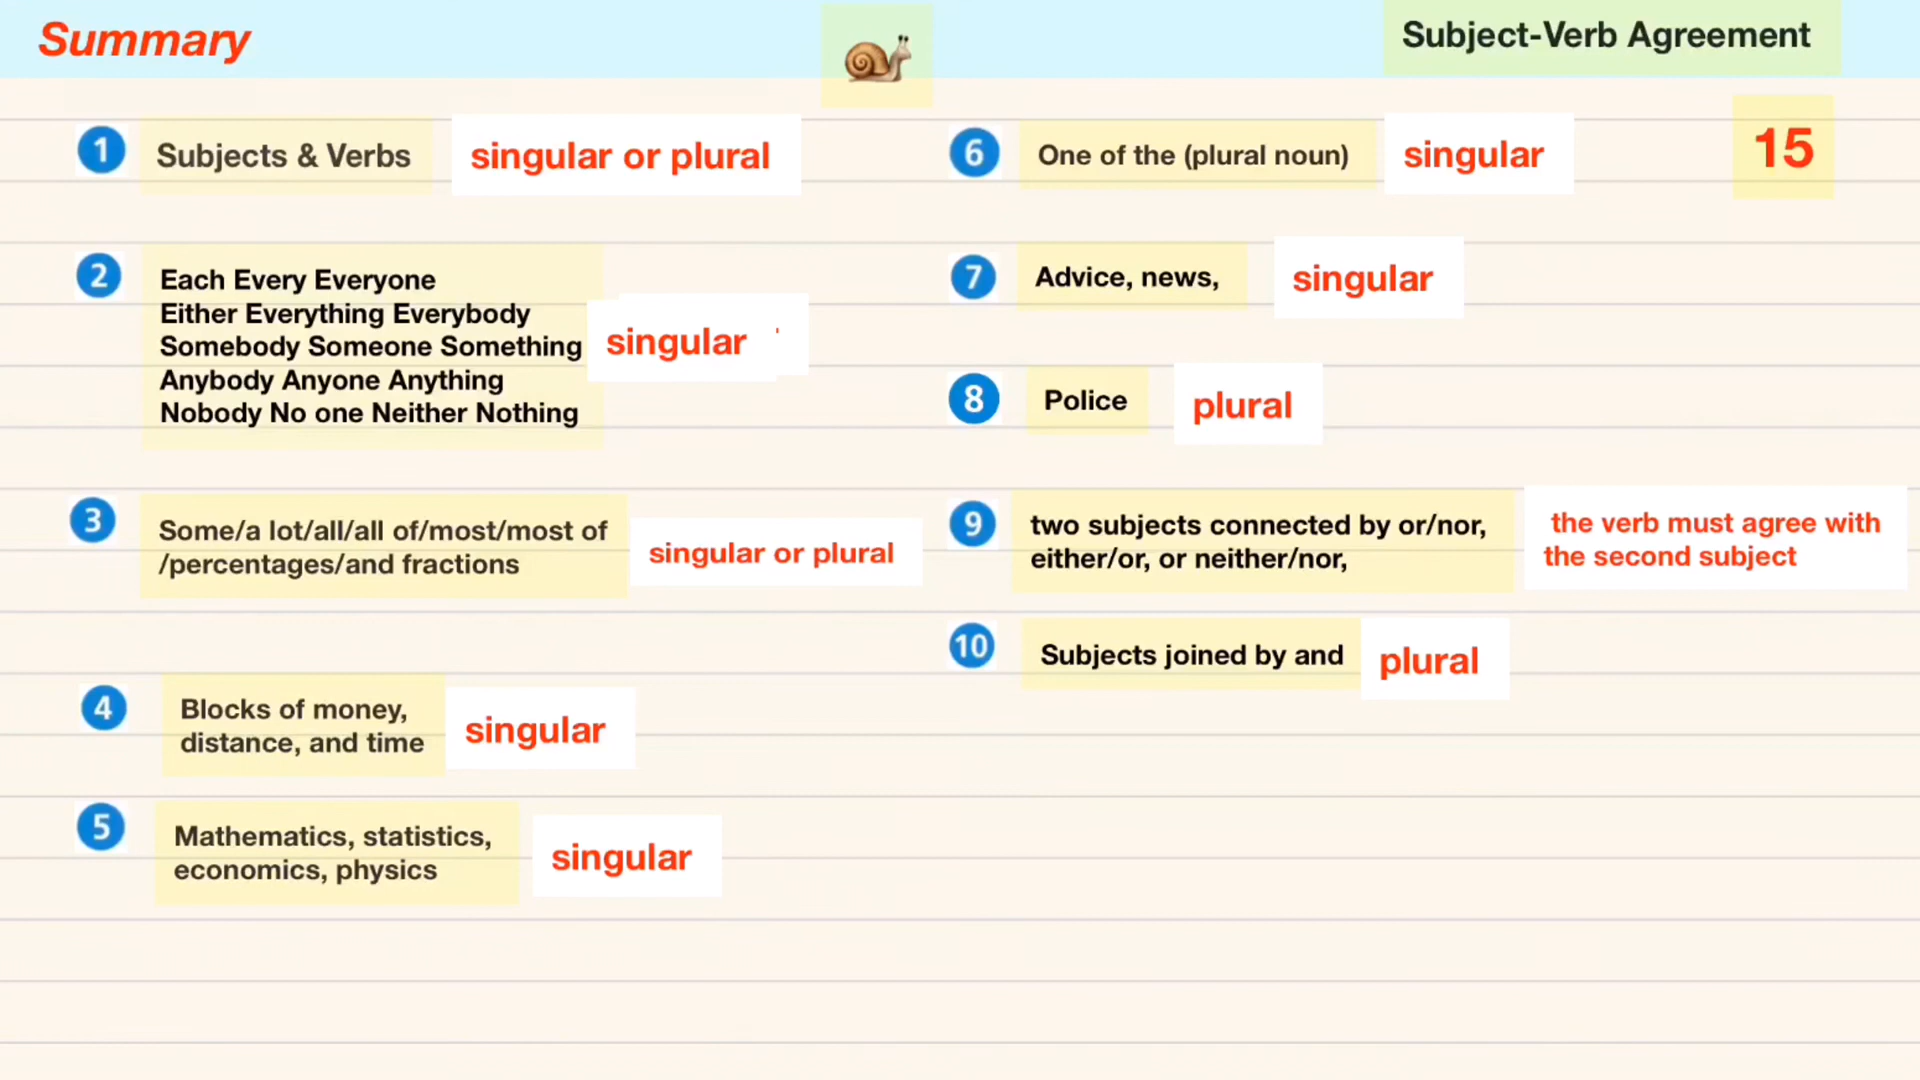 Summary
Subject-Verb Agreement
1 Subjects & Verbs singular or plural
2 Each Every Everyone
Either Everything Everybody
Somebody Someone Something singular
Anybody Anyone Anything
Nobody No one Neither Nothing
3 Some/a lot/all/all of/most/most of
/percentages/and fractions singular or plural
4 Blocks of money,
distance, and time singular
5 Mathematics, statistics,
economics, physics singular
6 One of the (plural noun) singular
15
7 Advice, news, singular
8 Police plural
9 two subjects connected by or/nor,
either/or, or neither/nor,
the verb must agree with
the second subject
10 Subjects joined by and plural